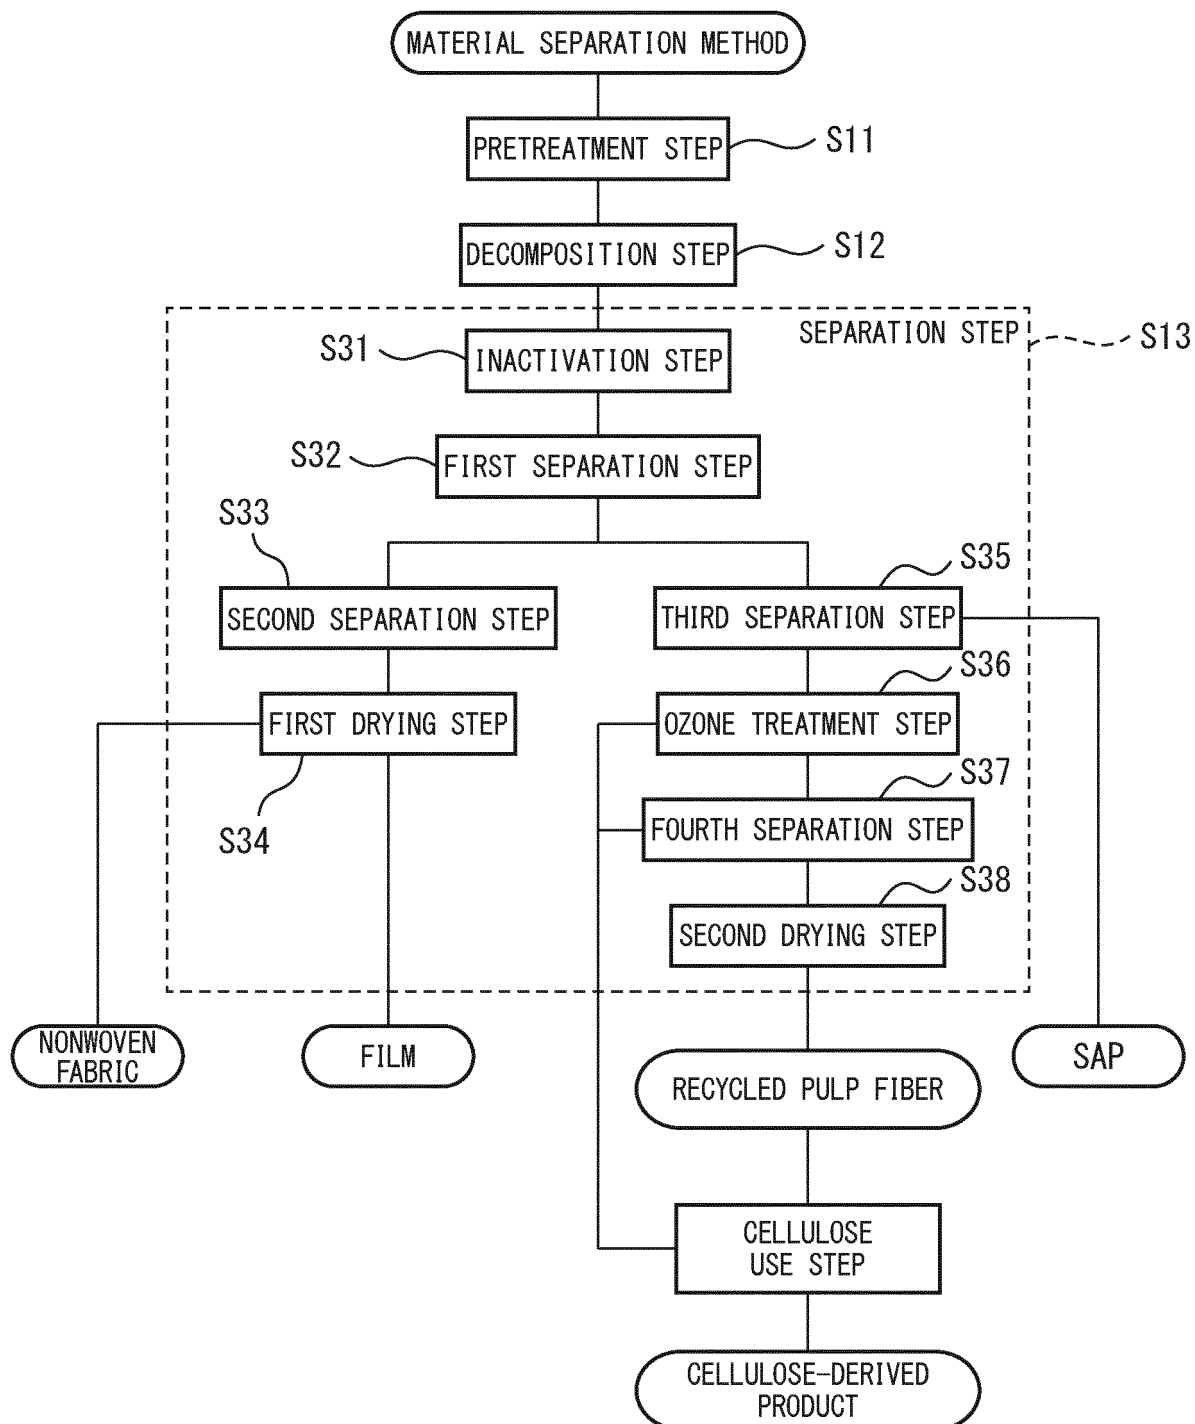 MATERIAL SEPARATION METHOD
PRETREATMENT STEP
S11
DECOMPOSITION STEP
S12
SEPARATION STEP
S13
S31
INACTIVATION STEP
S32
FIRST SEPARATION STEP
S33
SECOND SEPARATION STEP
S35
THIRD SEPARATION STEP
FIRST DRYING STEP
S34
S36
OZONE TREATMENT STEP
S37
FOURTH SEPARATION STEP
S38
SECOND DRYING STEP
NONWOVEN
FABRIC
FILM
RECYCLED PULP FIBER
SAP
CELLULOSE
USE STEP
CELLULOSE-DERIVED
PRODUCT